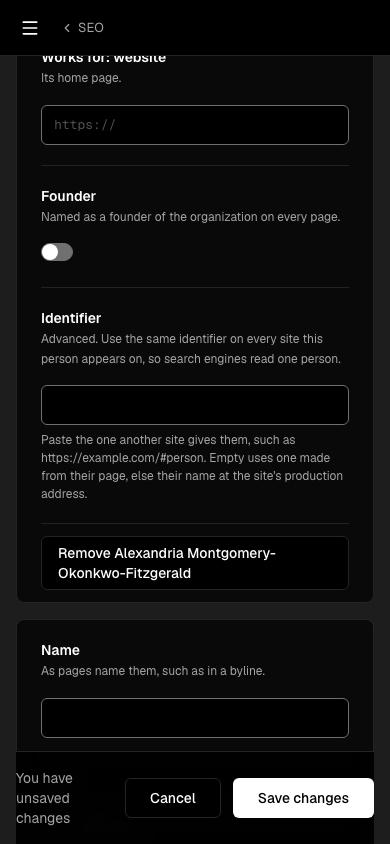 SEO
Works for: website
Its home page.
https://
Founder
Named as a founder of the organization on every page.
Identifier
Advanced. Use the same identifier on every site this
person appears on, so search engines read one person.
Paste the one another site gives them, such as
https://example.com/#person. Empty uses one made
from their page, else their name at the site's production
address.
Remove Alexandria Montgomery-
Okonkwo-Fitzgerald
Name
As pages name them, such as in a byline.
You have
unsaved
changes
Cancel
Save changes